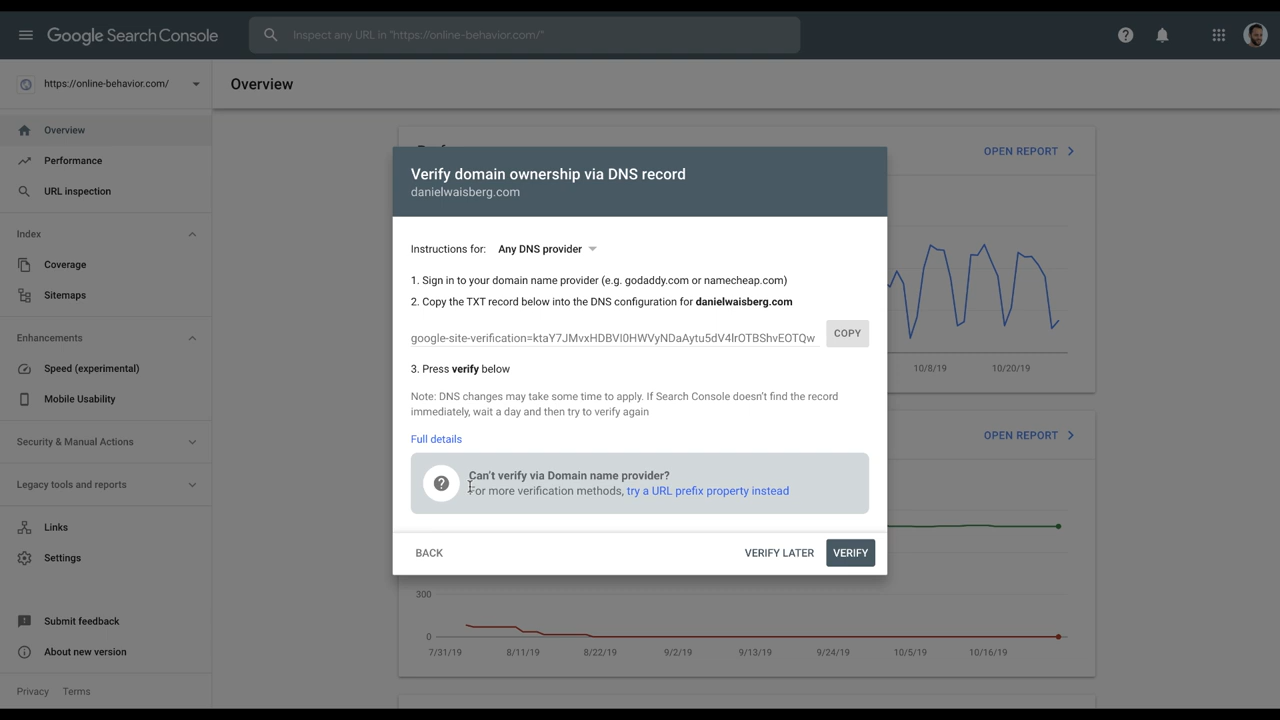 Google Search Console
Inspect any URL in "https://online-behavior.com/"
https://online-behavior.com/
Overview
Overview
Performance
URL inspection
Index
Coverage
Sitemaps
Enhancements
Speed (experimental)
Mobile Usability
Security & Manual Actions
Legacy tools and reports
Links
Settings
Submit feedback
About new version
Privacy Terms
OPEN REPORT
10/8/19 10/20/19
OPEN REPORT
Verify domain ownership via DNS record
danielwaisberg.com
Instructions for: Any DNS provider
1. Sign in to your domain name provider (e.g. godaddy.com or namecheap.com)
2. Copy the TXT record below into the DNS configuration for danielwaisberg.com
google-site-verification=ktaY7JMvxHDBVI0HWVyNDaAytu5dV4lrOTBShvEOTQw
COPY
3. Press verify below
Note: DNS changes may take some time to apply. If Search Console doesn't find the record
immediately, wait a day and then try to verify again
Full details
Can't verify via Domain name provider?
For more verification methods, try a URL prefix property instead
BACK
VERIFY LATER
VERIFY
300
0
7/31/19 8/11/19 8/22/19 9/2/19 9/13/19 9/24/19 10/5/19 10/16/19